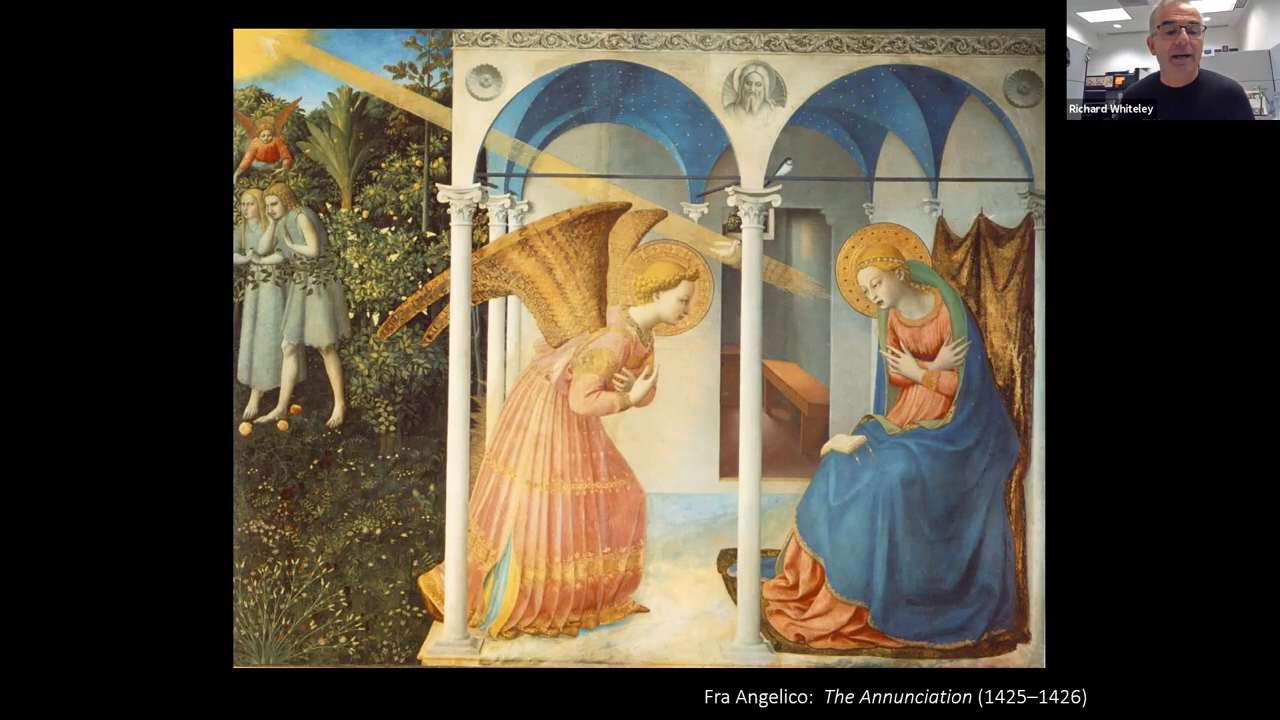 Richard Whiteley
Fra Angelico: The Annunciation (1425–1426)